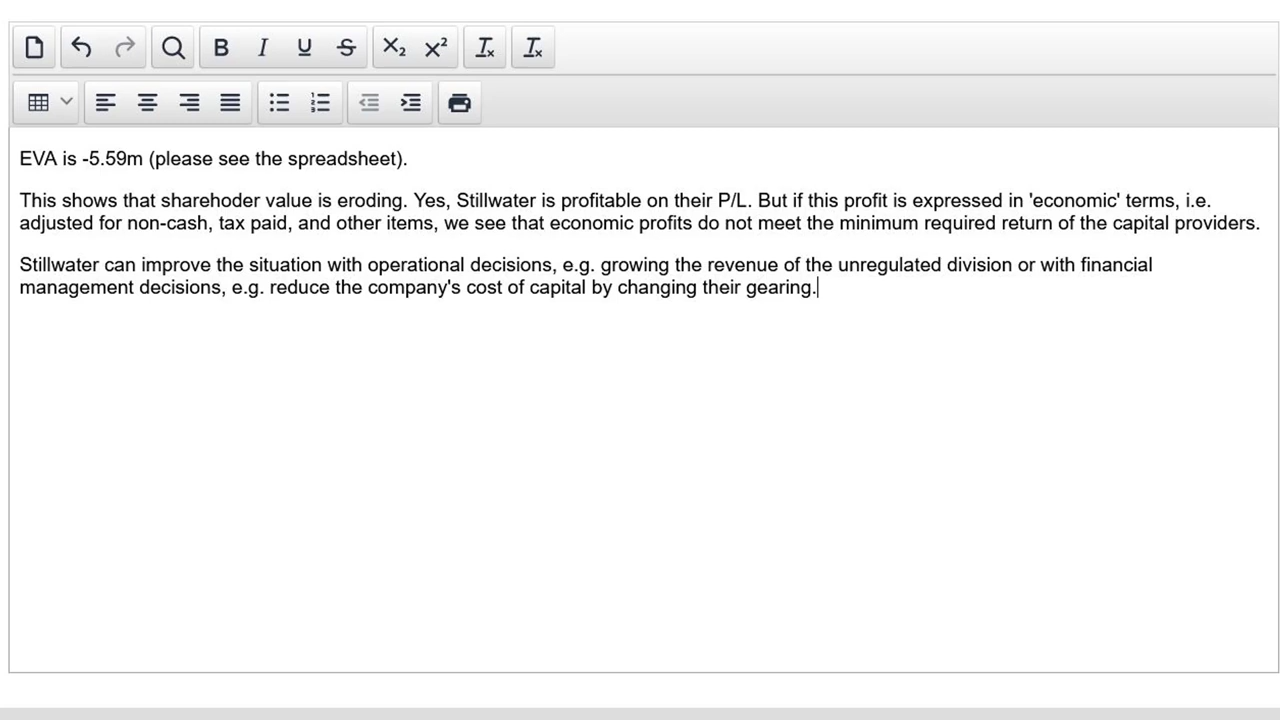 B I U S X₂ X² Ix Ix
EVA is -5.59m (please see the spreadsheet).
This shows that sharehoder value is eroding. Yes, Stillwater is profitable on their P/L. But if this profit is expressed in 'economic' terms, i.e.
adjusted for non-cash, tax paid, and other items, we see that economic profits do not meet the minimum required return of the capital providers.
Stillwater can improve the situation with operational decisions, e.g. growing the revenue of the unregulated division or with financial
management decisions, e.g. reduce the company's cost of capital by changing their gearing.